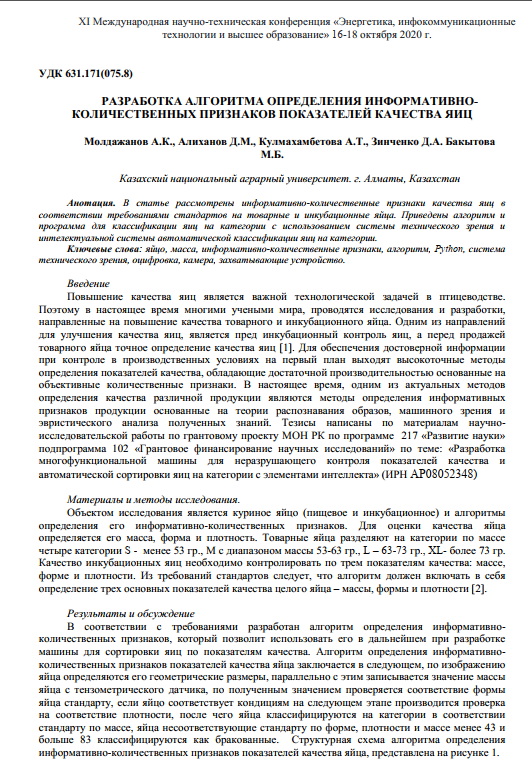 XI Международная научно-техническая конференция «Энергетика, инфокоммуникационные
технологии и высшее образование» 16-18 октября 2020 г.
УДК 631.171(075.8)
РАЗРАБОТКА АЛГОРИТМА ОПРЕДЕЛЕНИЯ ИНФОРМАТИВНО-
КОЛИЧЕСТВЕННЫХ ПРИЗНАКОВ ПОКАЗАТЕЛЕЙ КАЧЕСТВА ЯИЦ
Молдажанов А.К., Алиханов Д.М., Кулмахамбетова А.Т., Зинченко Д.А. Бакытова
М.Б.
Казахский национальный аграрный университет. г. Алматы, Казахстан
Анотация. В статье рассмотрены информативно-количественные признаки качества яиц в
соответствии требованиями стандартов на товарные и инкубационные яйца. Приведены алгоритм и
программа для классификации яиц на категории с использованием системы технического зрения и
интелектуальной системы автоматической классификации яиц на категории.
Ключевые слова: яйцо, масса, информативно-количественные признаки, алгоритм, Python, система
технического зрения, оцифровка, камера, захватывающие устройство.
Введение
Повышение качества яиц является важной технологической задачей в птицеводстве.
Поэтому в настоящее время многими учеными мира, проводятся исследования и разработки,
направленные на повышение качества товарного и инкубационного яйца. Одним из направлений
для улучшения качества яиц, является пред инкубационный контроль яиц, а перед продажей
товарного яйца точное определение качества яиц [1]. Для обеспечения достоверной информации
при контроле в производственных условиях на первый план выходят высокоточные методы
определения показателей качества, обладающие достаточной производительностью основанные на
объективные количественные признаки. В настоящее время, одним из актуальных методов
определения качества различной продукции являются методы определения информативных
признаков продукции основанные на теории распознавания образов, машинного зрения и
эвристического анализа полученных знаний. Тезисы написаны по материалам научно-
исследовательской работы по грантовому проекту МОН РК по программе 217 «Развитие науки»
подпрограмма 102 «Грантовое финансирование научных исследований» по теме: «Разработка
многофункциональной машины для неразрушающего контроля показателей качества и
автоматической сортировки яиц на категории с элементами интеллекта» (ИРН АР08052348)
Материалы и методы исследования.
Объектом исследования является куриное яйцо (пищевое и инкубационное) и алгоритмы
определения его информативно-количественных признаков. Для оценки качества яйца
определяется его масса, форма и плотность. Товарные яйца разделяют на категории по массе
четыре категории S - менее 53 гр., М с диапазоном массы 53-63 гр., L – 63-73 гр., XL- более 73 гр.
Качество инкубационных яиц необходимо контролировать по трем показателям качества: массе,
форме и плотности. Из требований стандартов следует, что алгоритм должен включать в себя
определение трех основных показателей качества целого яйца – массы, формы и плотности [2].
Результаты и обсуждение
В соответствии с требованиями разработан алгоритм определения информативно-
количественных признаков, который позволит использовать его в дальнейшем при разработке
машины для сортировки яиц по показателям качества. Алгоритм определения информативно-
количественных признаков показателей качества яйца заключается в следующем, по изображению
яйца определяются его геометрические размеры, параллельно с этим записывается значение массы
яйца с тензометрического датчика, по полученным значением проверяется соответствие формы
яйца стандарту, если яйцо соответствует кондициям на следующем этапе производится проверка
на соответствие плотности, после чего яйца классифицируются на категории в соответствии
стандарту по массе, яйца несоответствующие стандарту по форме, плотности и массе менее 43 и
больше 83 классифицируются как бракованные. Структурная схема алгоритма определения
информативно-количественных признаков показателей качества яйца, представлена на рисунке 1.